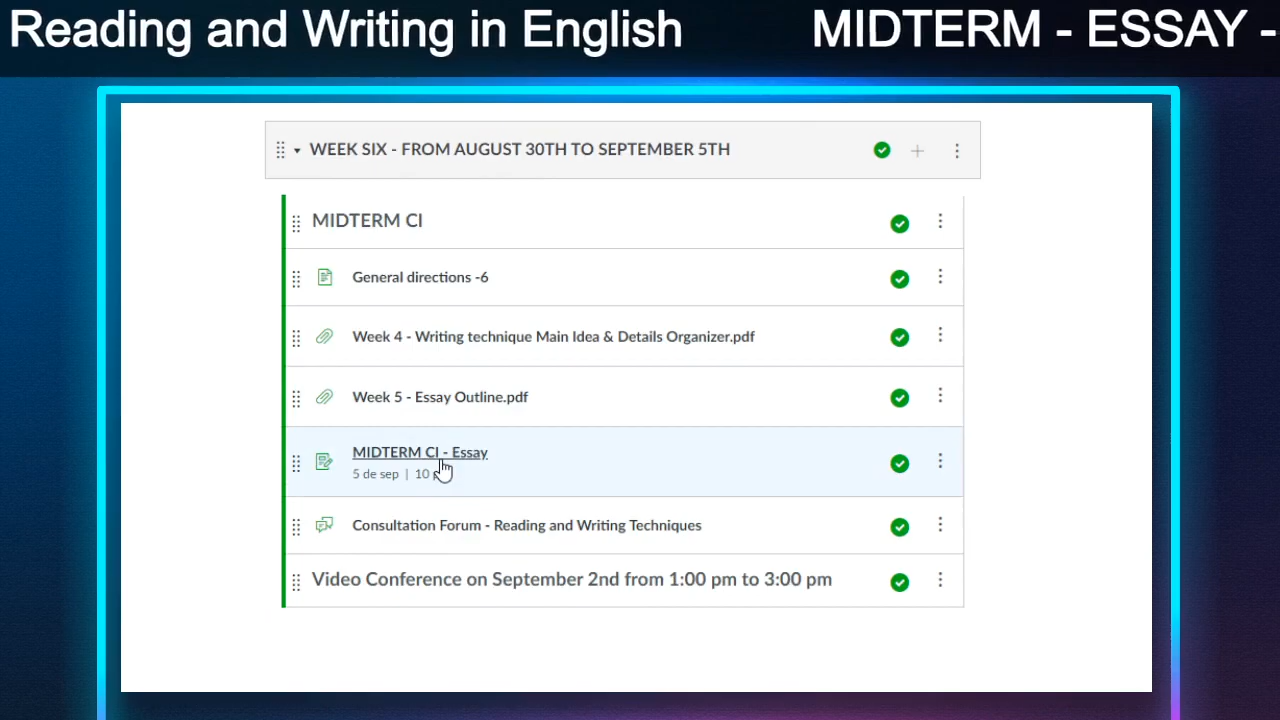 Reading and Writing in English
MIDTERM - ESSAY -
WEEK SIX - FROM AUGUST 30TH TO SEPTEMBER 5TH
MIDTERM CI
General directions -6
Week 4 - Writing technique Main Idea & Details Organizer.pdf
Week 5 - Essay Outline.pdf
MIDTERM CI - Essay
5 de sep | 10
Consultation Forum - Reading and Writing Techniques
Video Conference on September 2nd from 1:00 pm to 3:00 pm